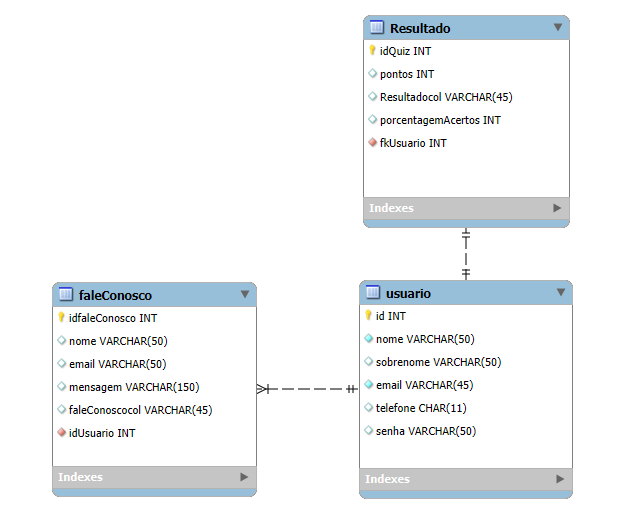 Resultado
idQuiz INT
pontos INT
Resultadocol VARCHAR(45)
porcentagemAcertos INT
fkUsuario INT
Indexes
faleConosco
idfaleConosco INT
nome VARCHAR(50)
email VARCHAR(50)
mensagem VARCHAR(150)
faleConoscocol VARCHAR(45)
idUsuario INT
Indexes
usuario
id INT
nome VARCHAR(50)
sobrenome VARCHAR(50)
email VARCHAR(45)
telefone CHAR(11)
senha VARCHAR(50)
Indexes